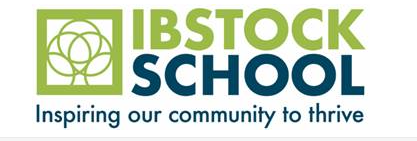 IBSTOCK
SCHOOL
Inspiring our community to thrive